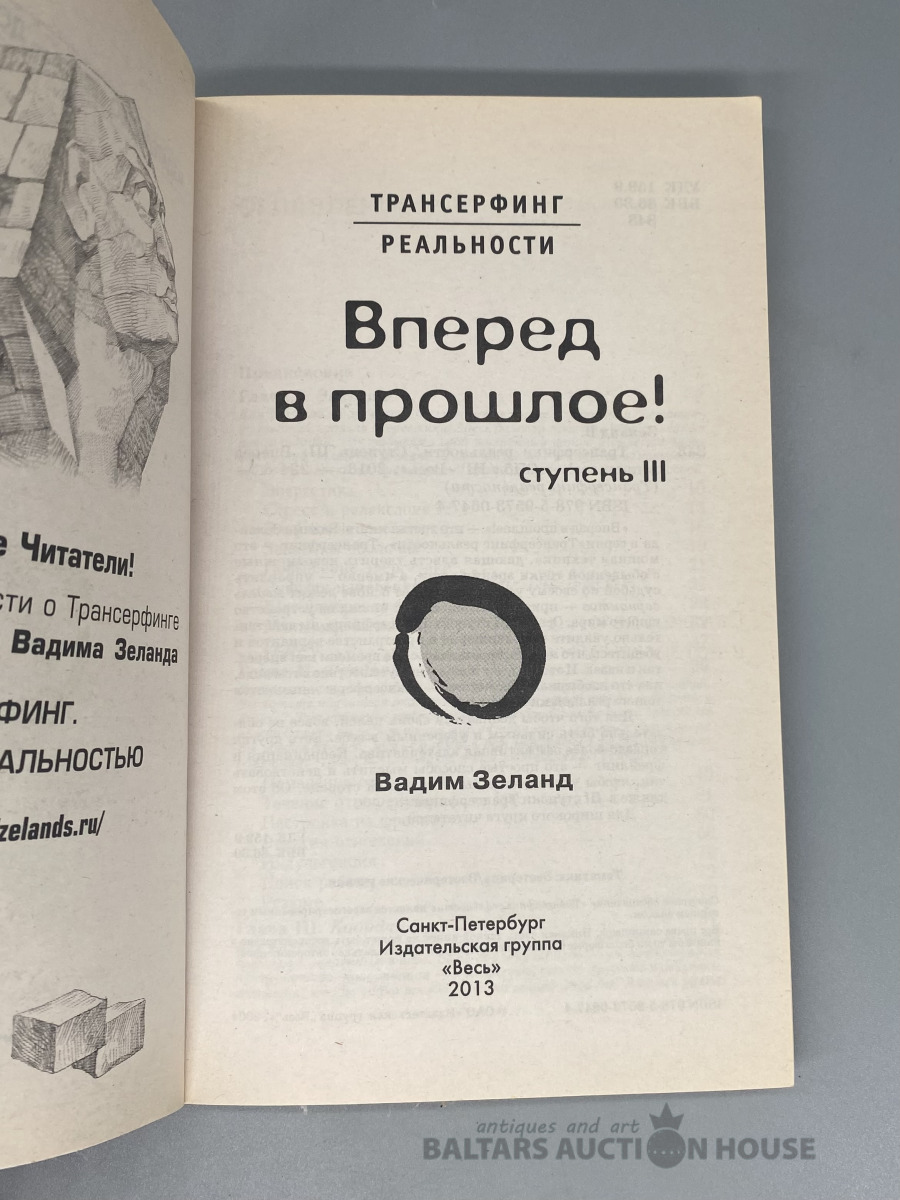 е Читатели!
сти о Трансерфинге
Вадима Зеланда
ФИНГ.
АЛЬНОСТЬЮ
zelands.ru/
ТРАНСЕРФИНГ
РЕАЛЬНОСТИ
Вперед
в прошлое!
ступень III
Вадим Зеланд
Санкт-Петербург
Издательская группа
«Весь»
2013
antiques and art
BALTARS AUCTION HOUSE